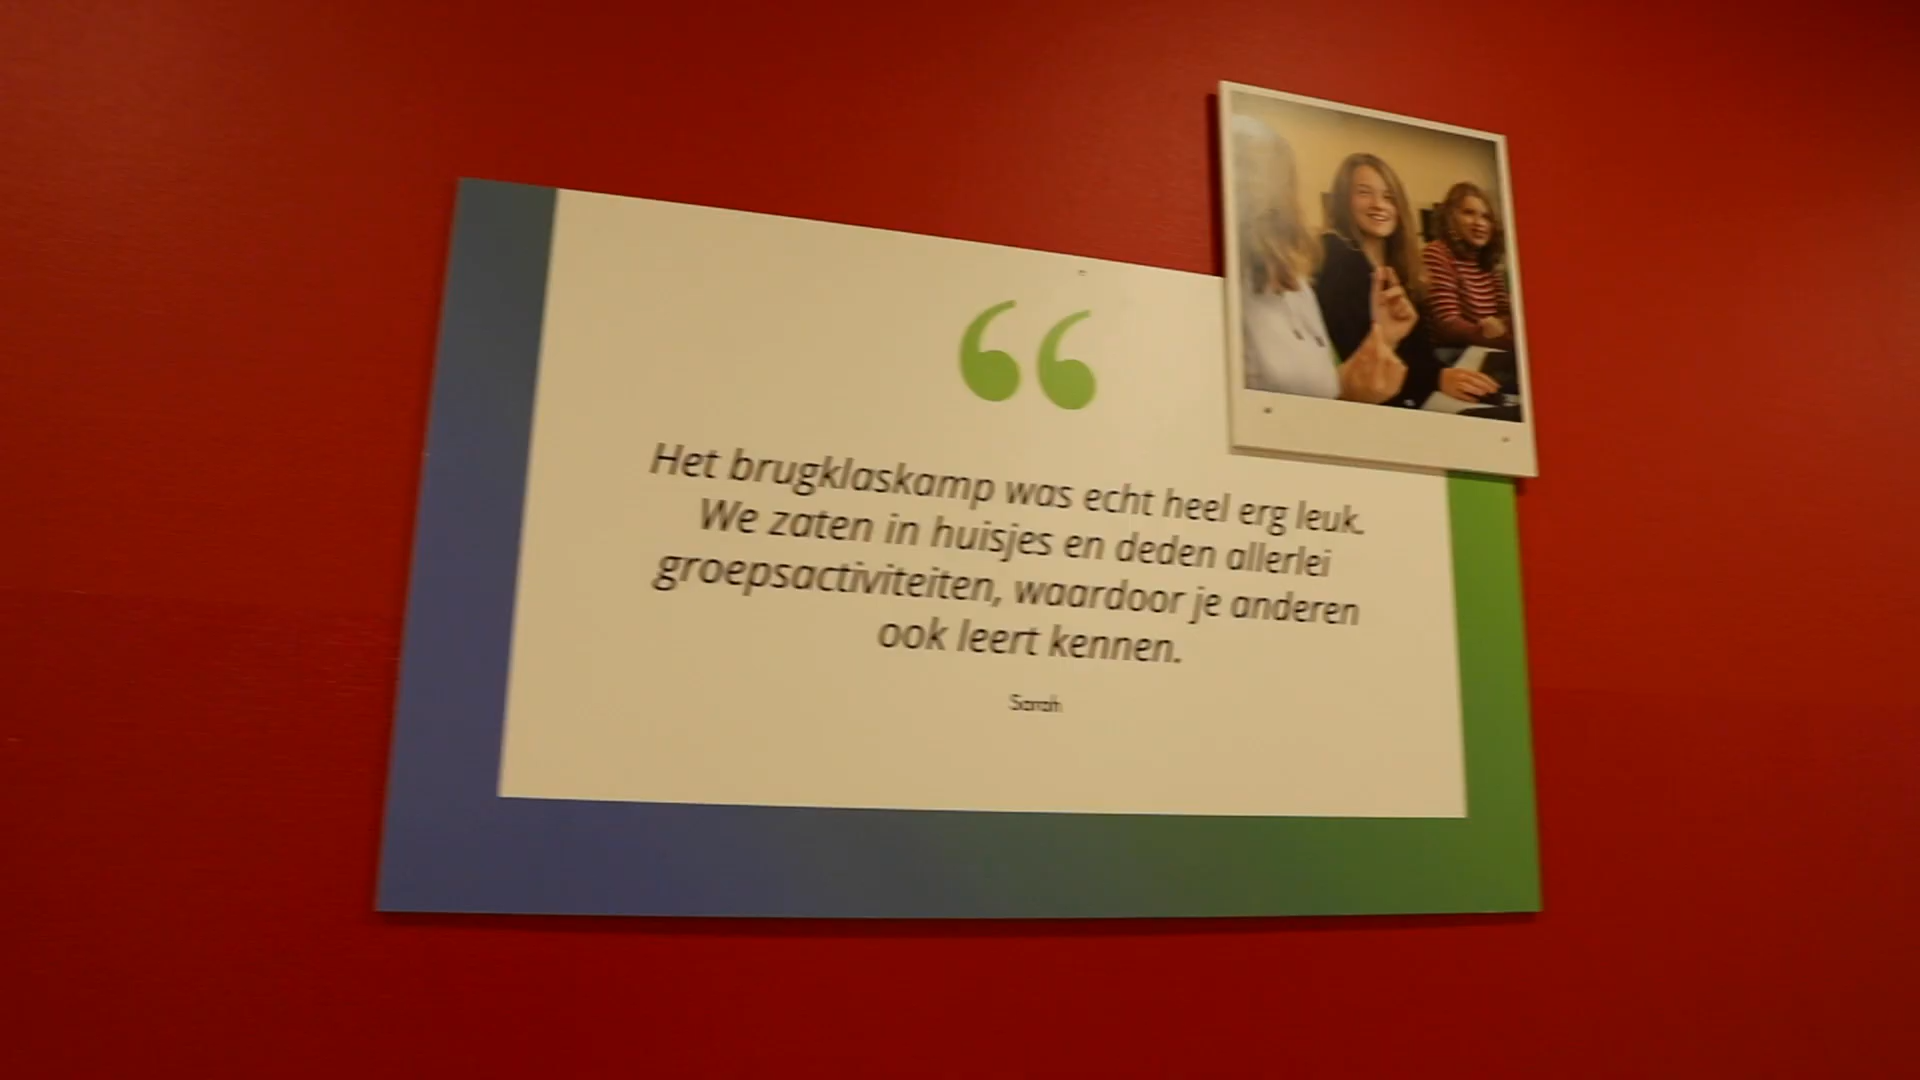 “
Het brugklaskamp was echt heel erg leuk.
We zaten in huisjes en deden allerlei
groepsactiviteiten, waardoor je anderen
ook leert kennen.
Sarah